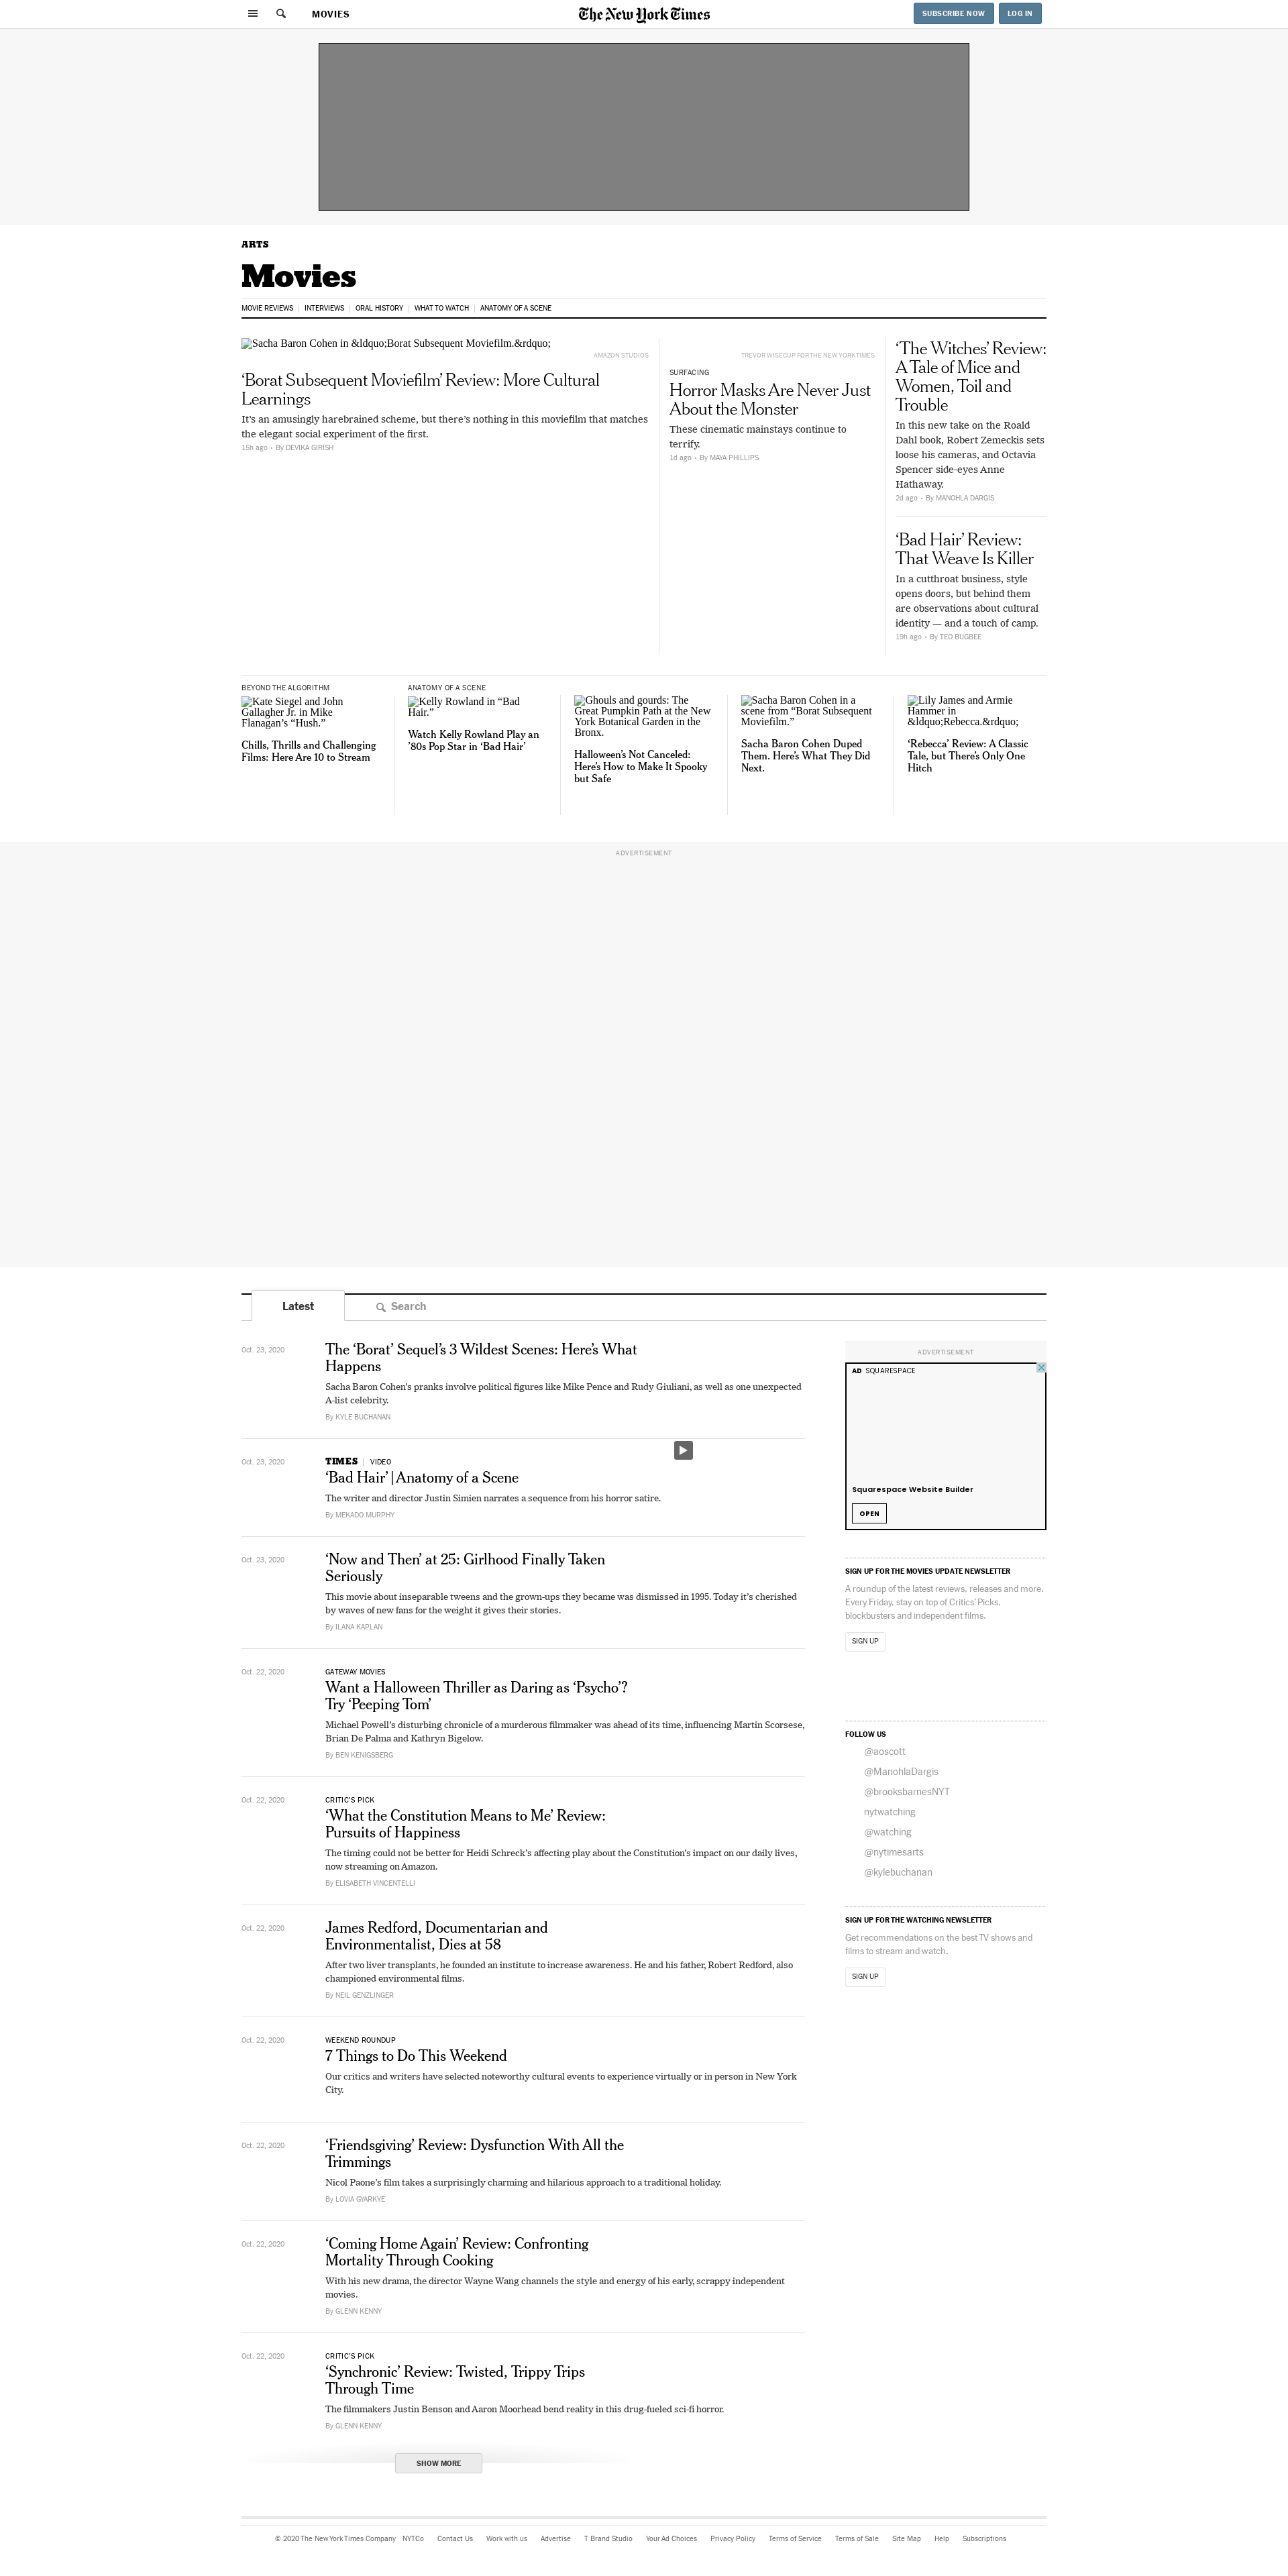 MOVIES
The New York Times
SUBSCRIBE NOW
LOG IN
ARTS
Movies
MOVIE REVIEWS | INTERVIEWS | ORAL HISTORY | WHAT TO WATCH | ANATOMY OF A SCENE
Sacha Baron Cohen in &ldquo;Borat Subsequent Moviefilm.&rdquo;
AMAZON STUDIOS
‘Borat Subsequent Moviefilm’ Review: More Cultural
Learnings
It’s an amusingly harebrained scheme, but there’s nothing in this moviefilm that matches
the elegant social experiment of the first.
15h ago • By DEVIKA GIRISH
TREVOR WISECUP FOR THE NEW YORK TIMES
SURFACING
Horror Masks Are Never Just
About the Monster
These cinematic mainstays continue to
terrify.
1d ago • By MAYA PHILLIPS
‘The Witches’ Review:
A Tale of Mice and
Women, Toil and
Trouble
In this new take on the Roald
Dahl book, Robert Zemeckis sets
loose his cameras, and Octavia
Spencer side-eyes Anne
Hathaway.
2d ago • By MANOHLA DARGIS
‘Bad Hair’ Review:
That Weave Is Killer
In a cutthroat business, style
opens doors, but behind them
are observations about cultural
identity — and a touch of camp.
19h ago • By TEO BUGBEE
BEYOND THE ALGORITHM
Kate Siegel and John
Gallagher Jr. in Mike
Flanagan’s “Hush.”
Chills, Thrills and Challenging
Films: Here Are 10 to Stream
ANATOMY OF A SCENE
Kelly Rowland in “Bad
Hair.”
Watch Kelly Rowland Play an
’80s Pop Star in ‘Bad Hair’
Ghouls and gourds: The
Great Pumpkin Path at the New
York Botanical Garden in the
Bronx.
Halloween’s Not Canceled:
Here’s How to Make It Spooky
but Safe
Sacha Baron Cohen in a
scene from “Borat Subsequent
Moviefilm.”
Sacha Baron Cohen Duped
Them. Here’s What They Did
Next.
Lily James and Armie
Hammer in
&ldquo;Rebecca.&rdquo;
‘Rebecca’ Review: A Classic
Tale, but There’s Only One
Hitch
ADVERTISEMENT
Latest
Search
Oct. 23, 2020
The ‘Borat’ Sequel’s 3 Wildest Scenes: Here’s What
Happens
Sacha Baron Cohen’s pranks involve political figures like Mike Pence and Rudy Giuliani, as well as one unexpected
A-list celebrity.
By KYLE BUCHANAN
Oct. 23, 2020
TIMES | VIDEO
‘Bad Hair’ | Anatomy of a Scene
The writer and director Justin Simien narrates a sequence from his horror satire.
By MEKADO MURPHY
Oct. 23, 2020
‘Now and Then’ at 25: Girlhood Finally Taken
Seriously
This movie about inseparable tweens and the grown-ups they became was dismissed in 1995. Today it’s cherished
by waves of new fans for the weight it gives their stories.
By ILANA KAPLAN
Oct. 22, 2020
GATEWAY MOVIES
Want a Halloween Thriller as Daring as ‘Psycho’?
Try ‘Peeping Tom’
Michael Powell’s disturbing chronicle of a murderous filmmaker was ahead of its time, influencing Martin Scorsese,
Brian De Palma and Kathryn Bigelow.
By BEN KENIGSBERG
Oct. 22, 2020
CRITIC’S PICK
‘What the Constitution Means to Me’ Review:
Pursuits of Happiness
The timing could not be better for Heidi Schreck’s affecting play about the Constitution’s impact on our daily lives,
now streaming on Amazon.
By ELISABETH VINCENTELLI
Oct. 22, 2020
James Redford, Documentarian and
Environmentalist, Dies at 58
After two liver transplants, he founded an institute to increase awareness. He and his father, Robert Redford, also
championed environmental films.
By NEIL GENZLINGER
Oct. 22, 2020
WEEKEND ROUNDUP
7 Things to Do This Weekend
Our critics and writers have selected noteworthy cultural events to experience virtually or in person in New York
City.
Oct. 22, 2020
‘Friendsgiving’ Review: Dysfunction With All the
Trimmings
Nicol Paone’s film takes a surprisingly charming and hilarious approach to a traditional holiday.
By LOVIA GYARKYE
Oct. 22, 2020
‘Coming Home Again’ Review: Confronting
Mortality Through Cooking
With his new drama, the director Wayne Wang channels the style and energy of his early, scrappy independent
movies.
By GLENN KENNY
Oct. 22, 2020
CRITIC’S PICK
‘Synchronic’ Review: Twisted, Trippy Trips
Through Time
The filmmakers Justin Benson and Aaron Moorhead bend reality in this drug-fueled sci-fi horror.
By GLENN KENNY
SHOW MORE
ADVERTISEMENT
AD SQUARESPACE
Squarespace Website Builder
OPEN
SIGN UP FOR THE MOVIES UPDATE NEWSLETTER
A roundup of the latest reviews, releases and more.
Every Friday, stay on top of Critics’ Picks,
blockbusters and independent films.
SIGN UP
FOLLOW US
@aoscott
@ManohlaDargis
@brooksbarnesNYT
nytwatching
@watching
@nytimesarts
@kylebuchanan
SIGN UP FOR THE WATCHING NEWSLETTER
Get recommendations on the best TV shows and
films to stream and watch.
SIGN UP
© 2020 The New York Times Company NYTCo Contact Us Work with us Advertise T Brand Studio Your Ad Choices Privacy Policy Terms of Service Terms of Sale Site Map Help Subscriptions